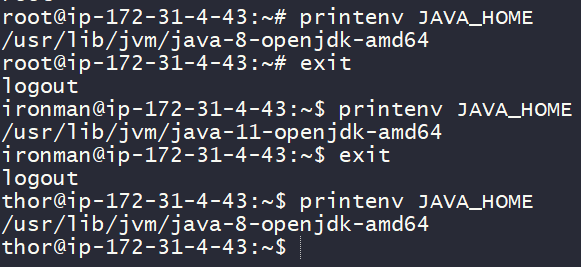 root@ip-172-31-4-43:~# printenv JAVA_HOME
/usr/lib/jvm/java-8-openjdk-amd64
root@ip-172-31-4-43:~# exit
logout
ironman@ip-172-31-4-43:~$ printenv JAVA_HOME
/usr/lib/jvm/java-11-openjdk-amd64
ironman@ip-172-31-4-43:~$ exit
logout
thor@ip-172-31-4-43:~$ printenv JAVA_HOME
/usr/lib/jvm/java-8-openjdk-amd64
thor@ip-172-31-4-43:~$